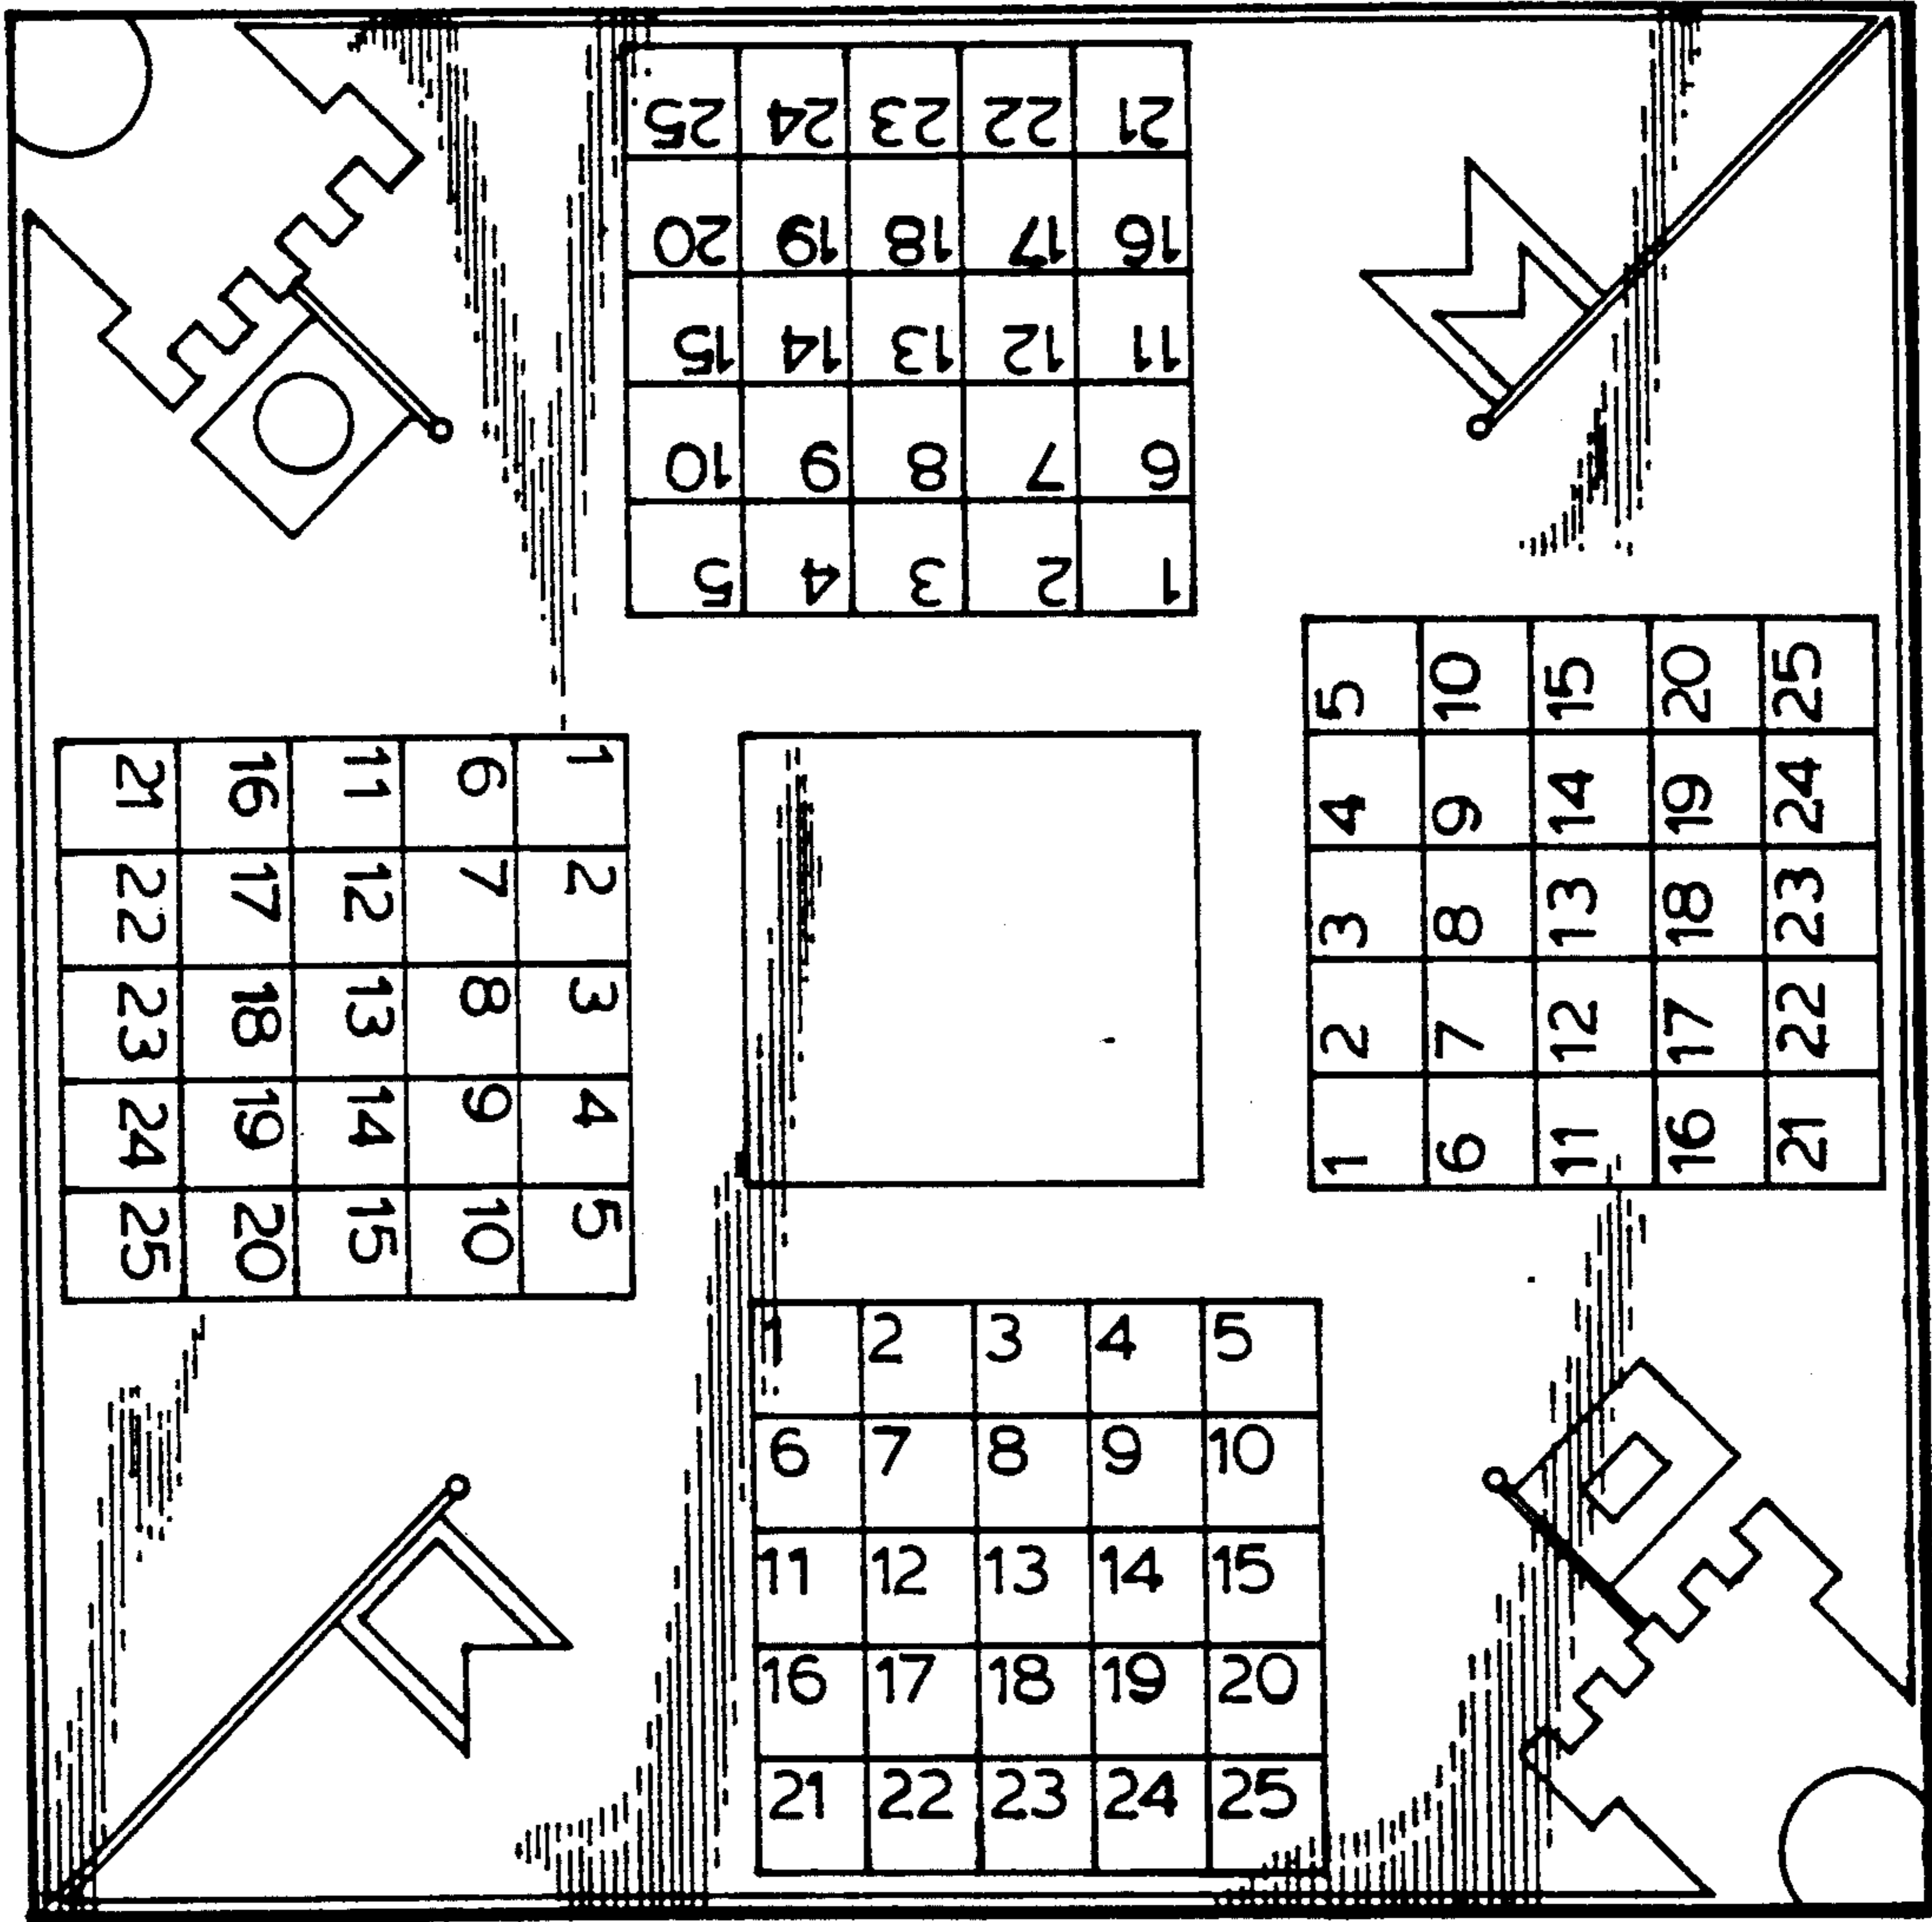 25 24 23 22 21
20 19 18 17 16
15 14 13 12 11
10 9 8 7 6
5 4 3 2 1
21 16 11 6 1
22 17 12 7 2
23 18 13 8 3
24 19 14 9 4
25 20 15 10 5
5 10 15 20 25
4 9 14 19 24
3 8 13 18 23
2 7 12 17 22
1 6 11 16 21
1 2 3 4 5
6 7 8 9 10
11 12 13 14 15
16 17 18 19 20
21 22 23 24 25